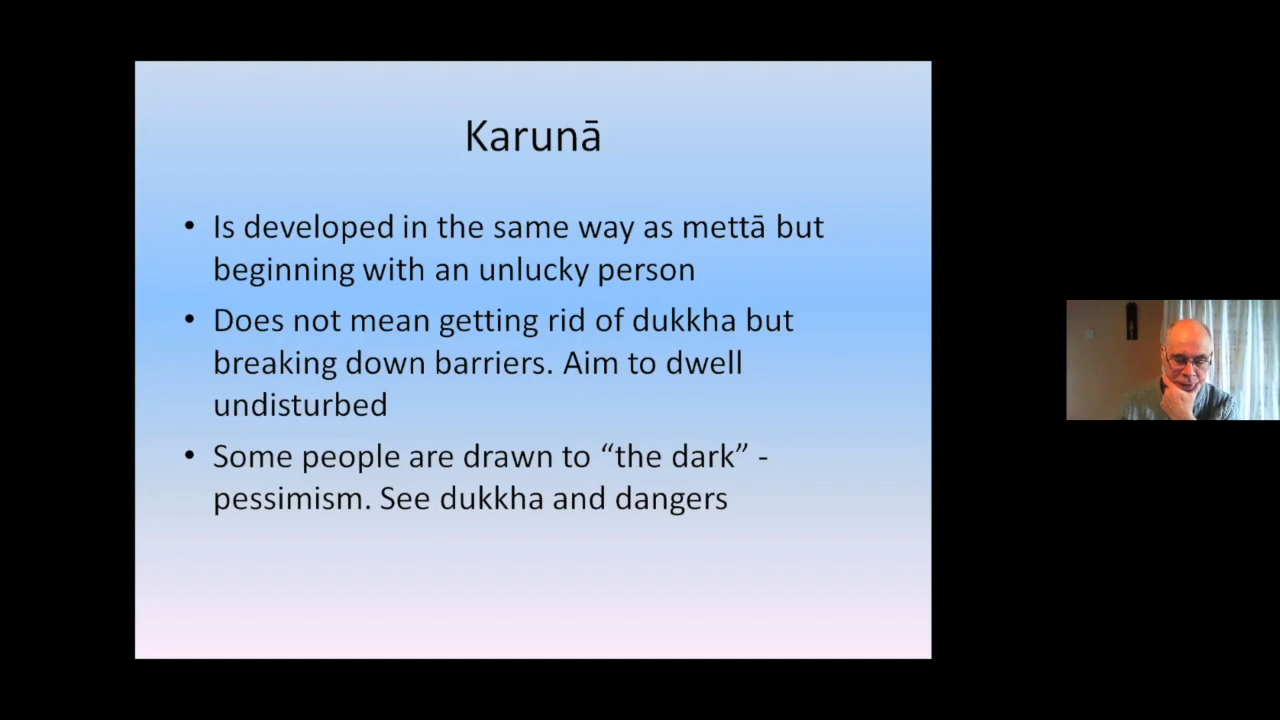 Karunā
• Is developed in the same way as mettā but
beginning with an unlucky person
• Does not mean getting rid of dukkha but
breaking down barriers. Aim to dwell
undisturbed
• Some people are drawn to “the dark” -
pessimism. See dukkha and dangers